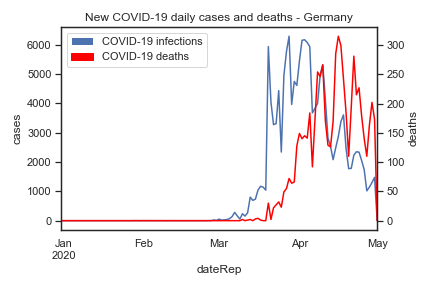 New COVID-19 daily cases and deaths - Germany
COVID-19 infections
COVID-19 deaths
6000
5000
4000
3000
2000
1000
0
cases
300
250
200
150
100
50
0
deaths
Jan
2020
Feb
Mar
Apr
May
dateRep